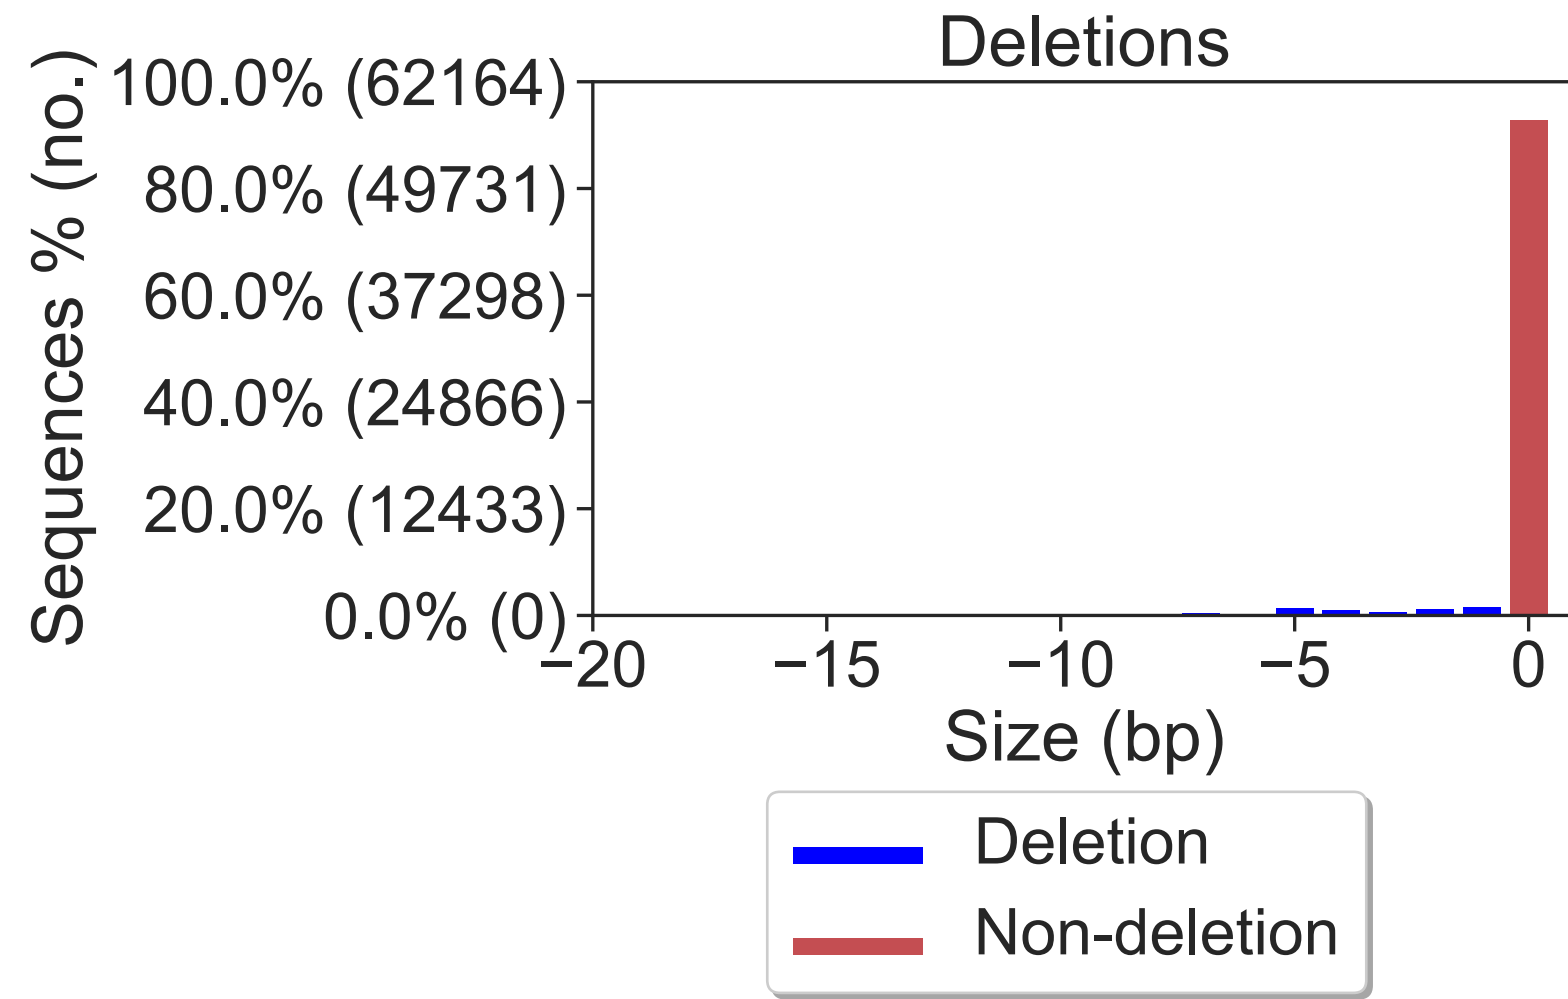 Deletions
Sequences % (no.)
100.0% (62164)
80.0% (49731)
60.0% (37298)
40.0% (24866)
20.0% (12433)
0.0% (0)
−20 −15 −10 −5 0
Size (bp)
Deletion
Non-deletion